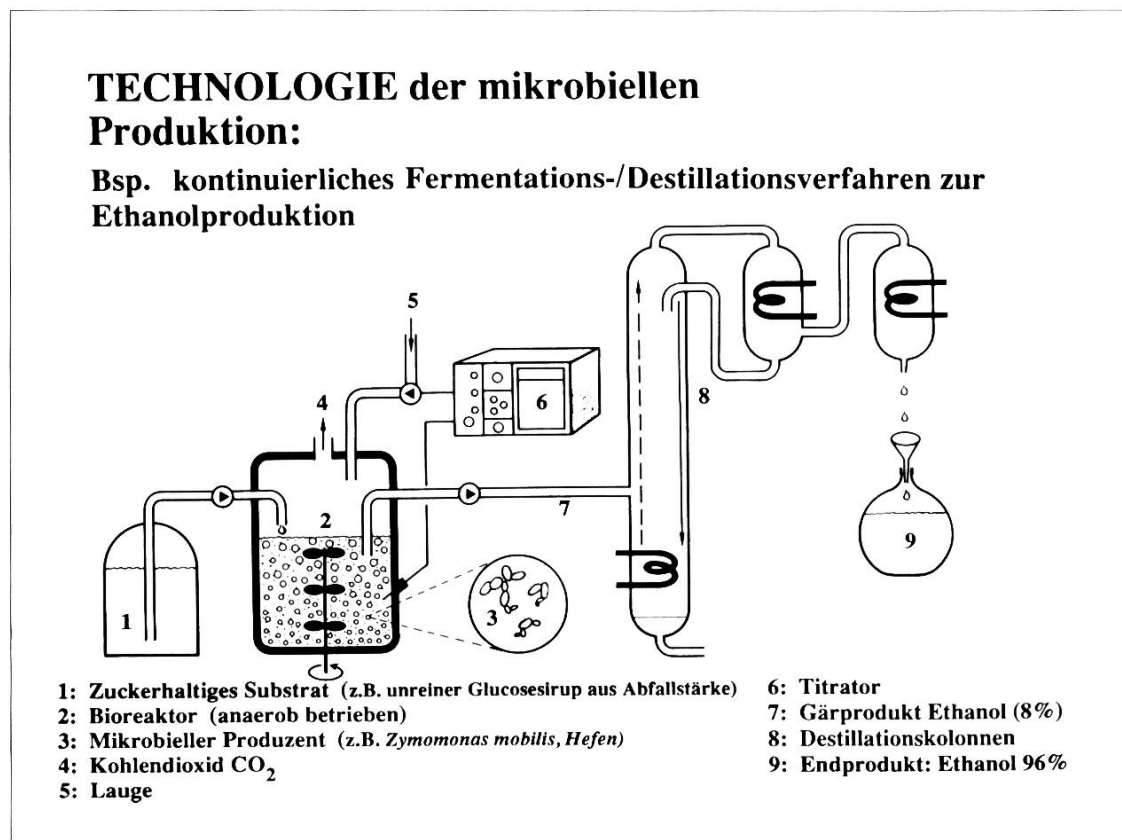 TECHNOLOGIE der mikrobiellen
Produktion:
Bsp. kontinuierliches Fermentations-/Destillationsverfahren zur
Ethanolproduktion
5
4
6
8
2
7
9
1
3
1: Zuckerhaltiges Substrat (z.B. unreiner Glucosesirup aus Abfallstärke)
2: Bioreaktor (anaerob betrieben)
3: Mikrobieller Produzent (z.B. Zymomonas mobilis, Hefen)
4: Kohlendioxid CO2
5: Lauge
6: Titrator
7: Gärprodukt Ethanol (8%)
8: Destillationskolonnen
9: Endprodukt: Ethanol 96%